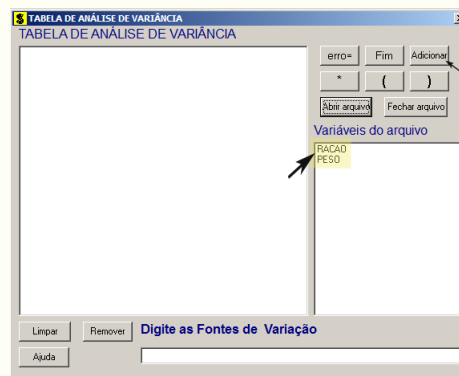 TABELA DE ANÁLISE DE VARIÂNCIA
TABELA DE ANÁLISE DE VARIÂNCIA
erro= Fim Adicionar
* ( )
Abrir arquivo Fechar arquivo
Variáveis do arquivo
RACAO
PESO
Limpar Remover Digite as Fontes de Variação
Ajuda